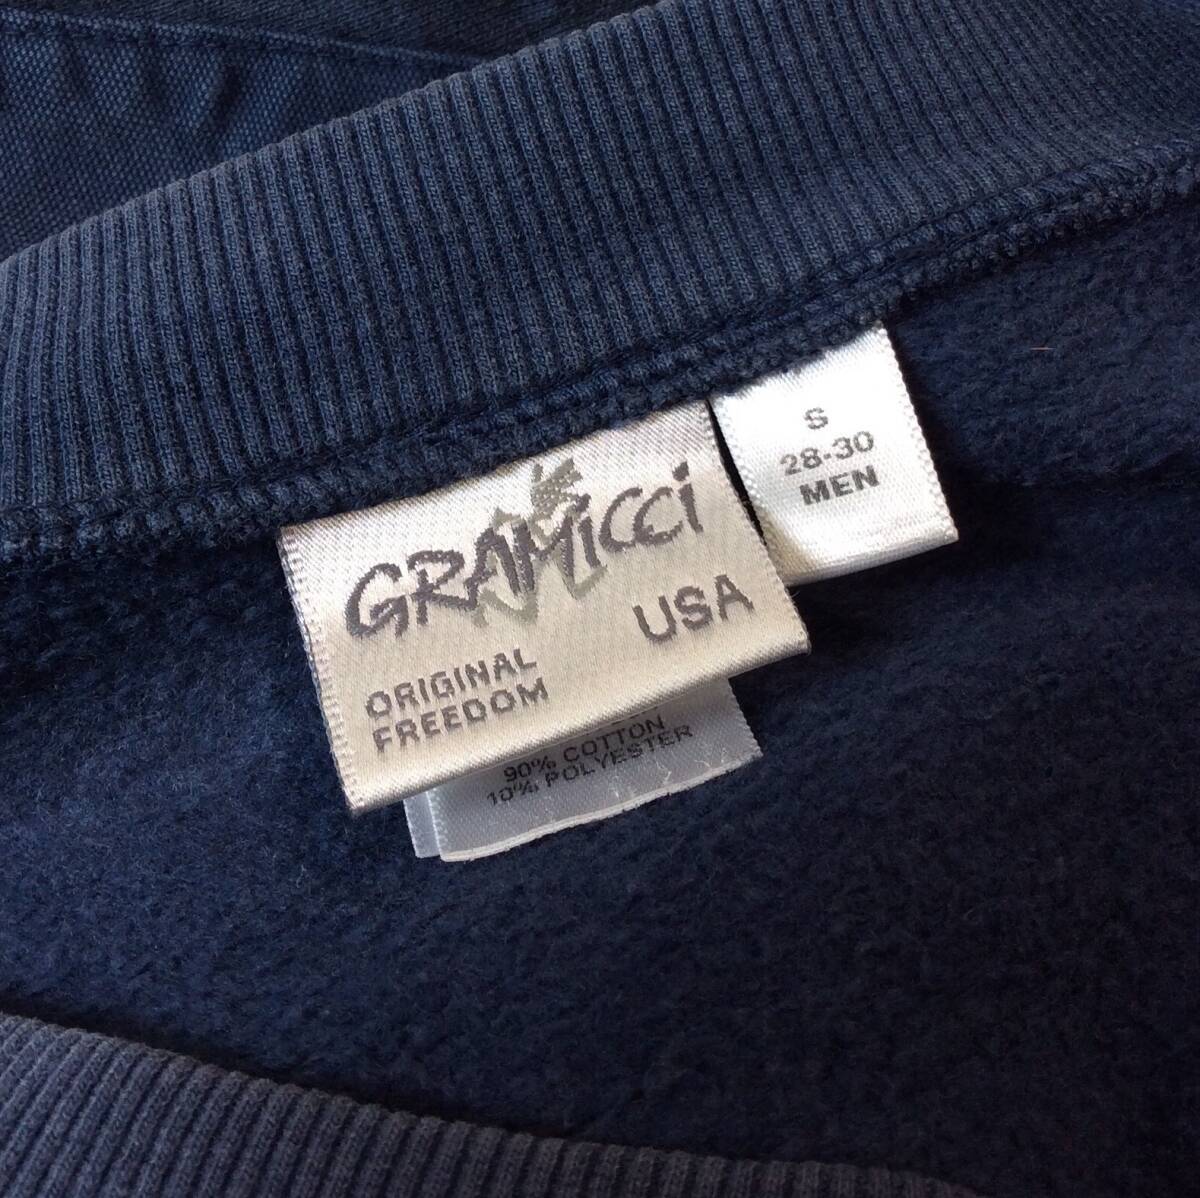 GRAMicci
USA
ORIGINAL
FREEDOM
S
28-30
MEN
90% COTTON
10% POLYESTER